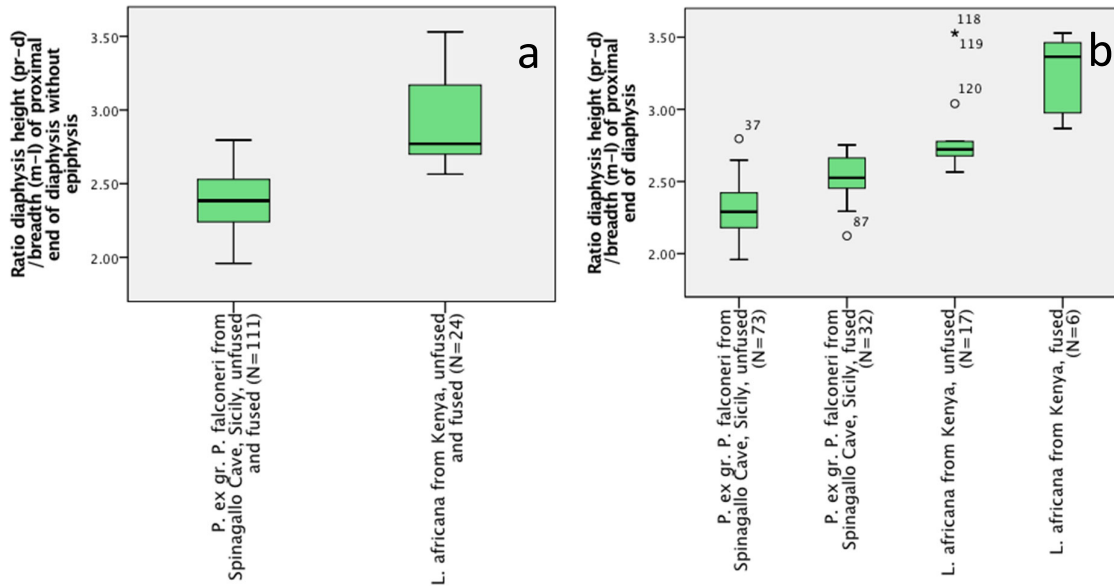 Ratio diaphysis height (pr-d)
/breadth (m-l) of proximal
end of diaphysis without
epiphysis
3.50
3.00
2.50
2.00
a
P. ex gr. P. falconeri from
Spinagallo Cave, Sicily, unfused
and fused (N=111)
L. africana from Kenya, unfused
and fused (N=24)
Ratio diaphysis height (pr-d)
/breadth (m-l) of proximal
end of diaphysis
3.50
3.00
2.50
2.00
b
37
87
118
*
119
120
P. ex gr. P. falconeri from
Spinagallo Cave, Sicily, unfused
(N=73)
P. ex gr. P. falconeri from
Spinagallo Cave, Sicily, fused
(N=32)
L. africana from Kenya, unfused
(N=17)
L. africana from Kenya, fused
(N=6)